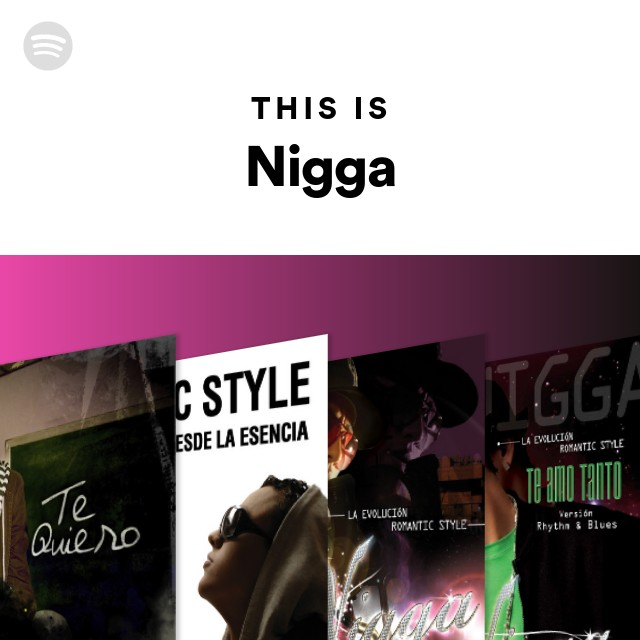 THIS IS
Nigga
Te
Quiero
C STYLE
ESDE LA ESENCIA
LA EVOLUCIÓN
ROMANTIC STYLE
Nigga
IGGA
LA EVOLUCIÓN
ROMANTIC STYLE
TE AMO TANTO
Versión
Rhythm & Blues